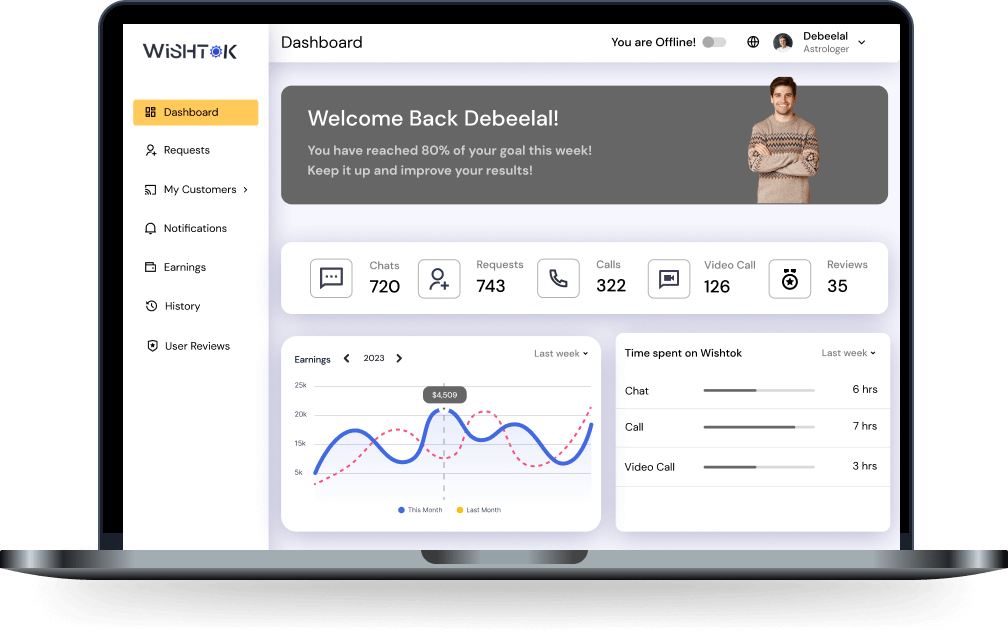 WiSHTOK
Dashboard
You are Offline!
Debeelal
Astrologer
Dashboard
Requests
My Customers
Notifications
Earnings
History
User Reviews
Welcome Back Debeelal!
You have reached 80% of your goal this week!
Keep it up and improve your results!
Chats
720
Requests
743
Calls
322
Video Call
126
Reviews
35
Earnings
2023
Last week
25k
20k
15k
5k
$4,509
This Month
Last Month
Time spent on Wishtok
Last week
Chat
6 hrs
Call
7 hrs
Video Call
3 hrs